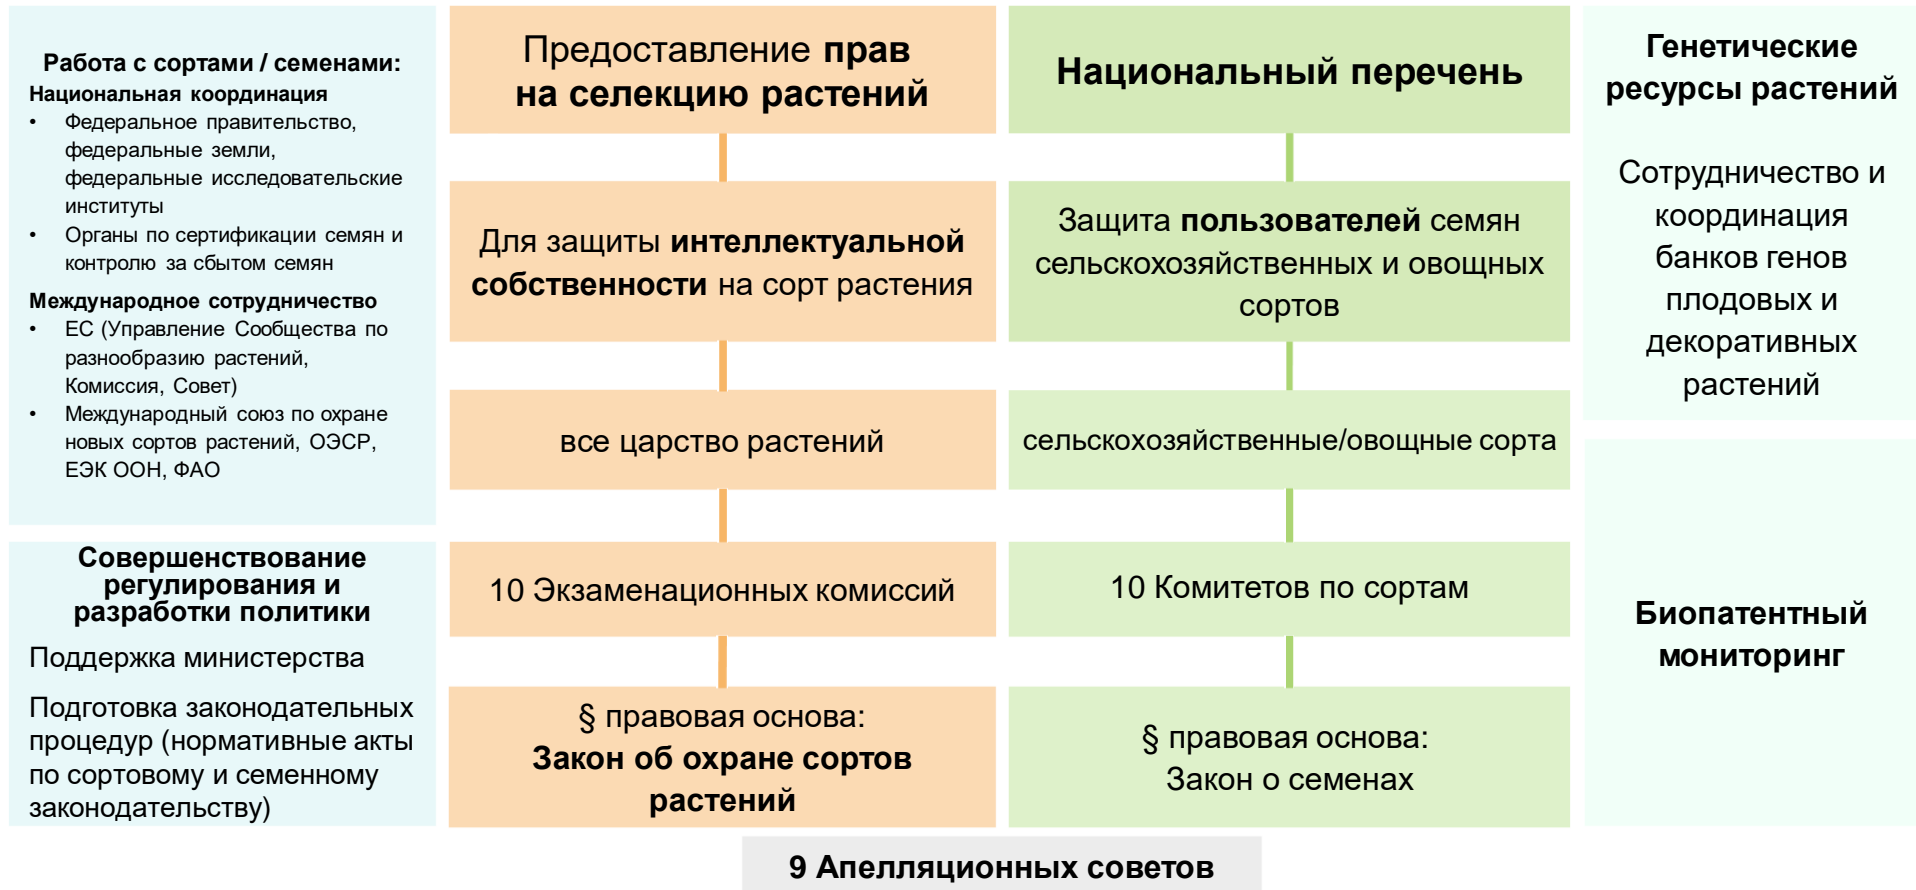 Работа с сортами / семенами:
Национальная координация
• Федеральное правительство,
федеральные земли,
федеральные исследовательские
институты
• Органы по сертификации семян и
контролю за сбытом семян
Международное сотрудничество
• ЕС (Управление Сообщества по
разнообразию растений,
Комиссия, Совет)
• Международный союз по охране
новых сортов растений, ОЭСР,
ЕЭК ООН, ФАО
Совершенствование
регулирования и
разработки политики
Поддержка министерства
Подготовка законодательных
процедур (нормативные акты
по сортовому и семенному
законодательству)
Предоставление прав
на селекцию растений
Для защиты интеллектуальной
собственности на сорт растения
все царство растений
10 Экзаменационных комиссий
§ правовая основа:
Закон об охране сортов
растений
Национальный перечень
Защита пользователей семян
сельскохозяйственных и овощных
сортов
сельскохозяйственные/овощные сорта
10 Комитетов по сортам
§ правовая основа:
Закон о семенах
Генетические
ресурсы растений
Сотрудничество и
координация
банков генов
плодовых и
декоративных
растений
Биопатентный
мониторинг
9 Апелляционных советов